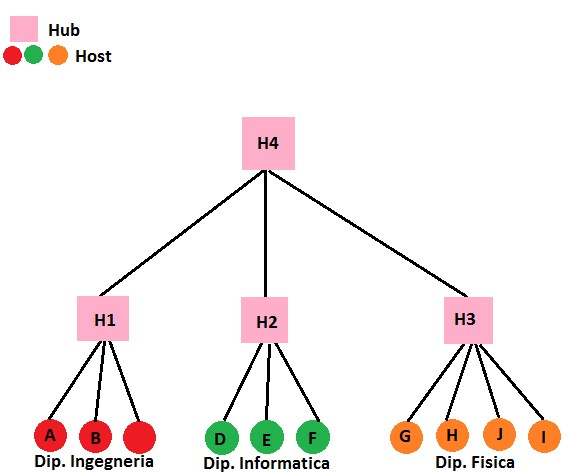 Hub
Host
H4
H1
H2
H3
A B
D E F
G H J I
Dip. Ingegneria
Dip. Informatica
Dip. Fisica